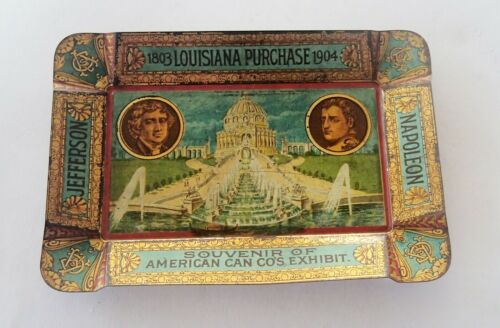 1803 LOUISIANA PURCHASE 1904
JEFFERSON
NAPOLEON
SOUVENIR OF
AMERICAN CAN CO'S EXHIBIT.